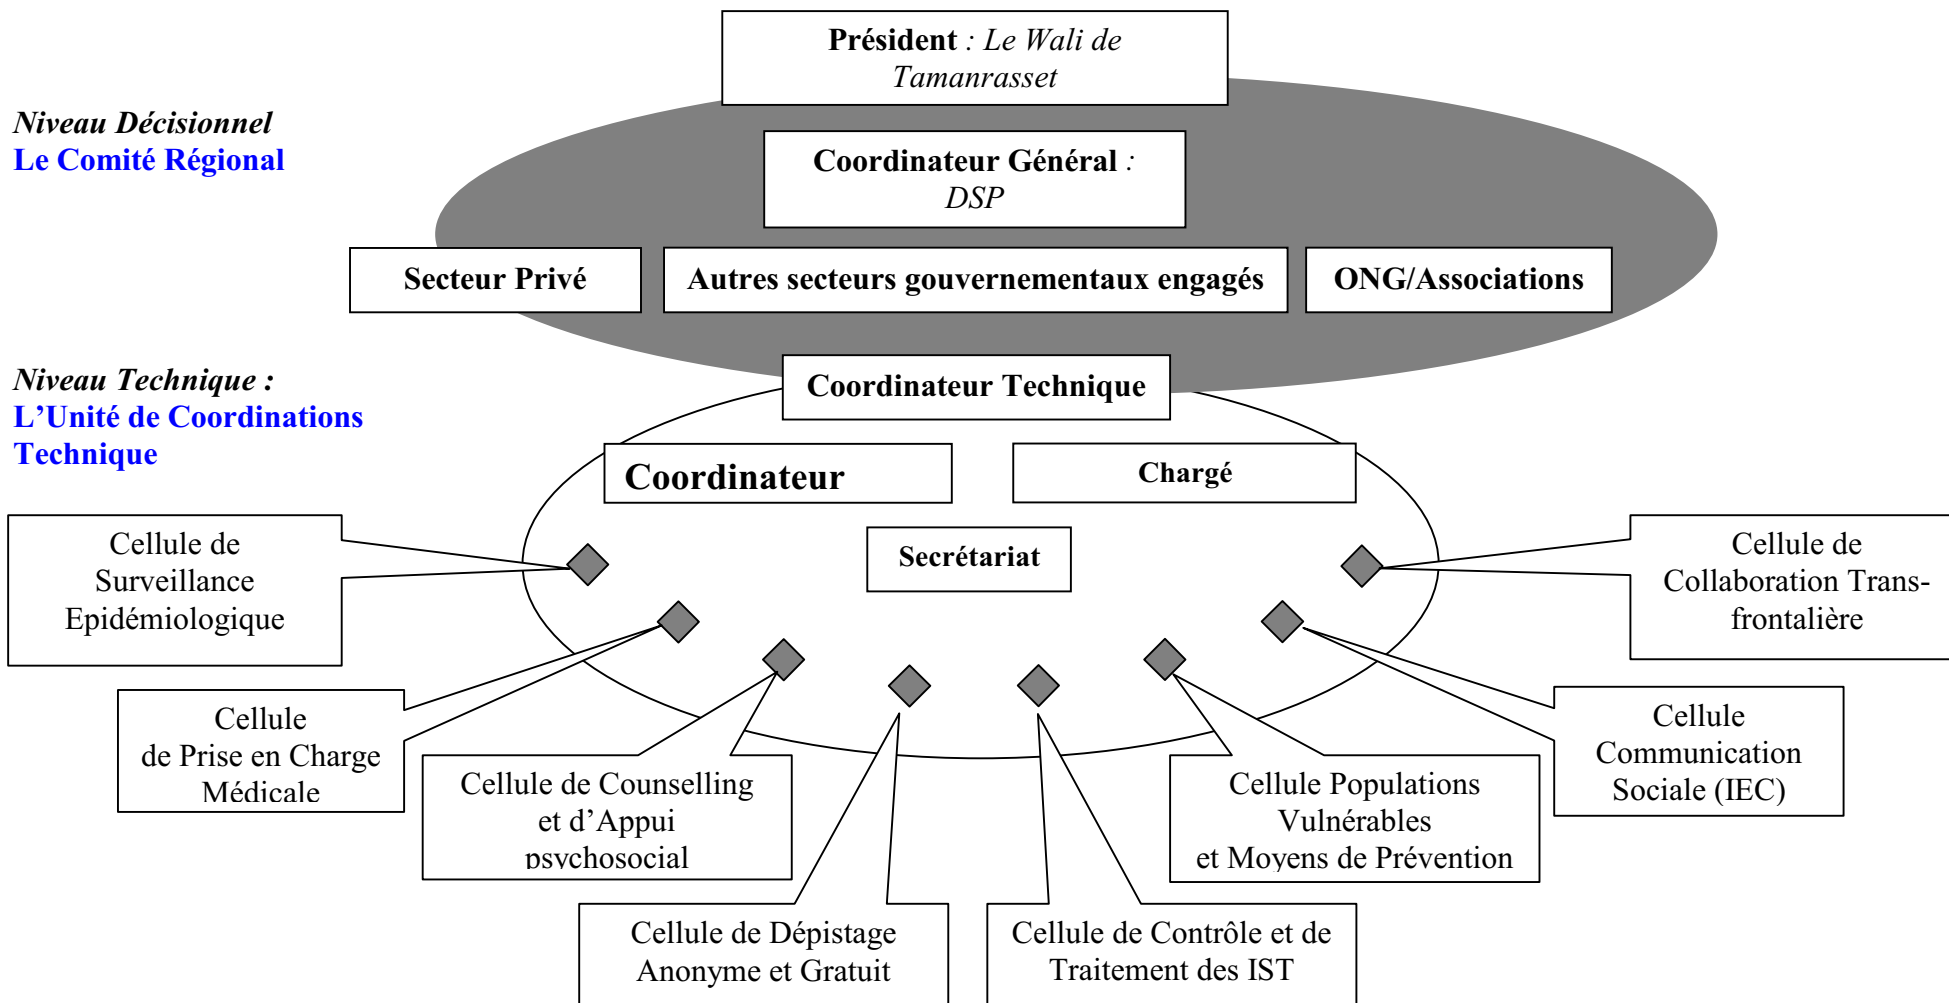 Président : Le Wali de
Tamanrasset
Niveau Décisionnel
Le Comité Régional
Coordinateur Général :
DSP
Secteur Privé
Autres secteurs gouvernementaux engagés
ONG/Associations
Niveau Technique :
L’Unité de Coordinations
Technique
Coordinateur Technique
Coordinateur
Chargé
Secrétariat
Cellule de
Surveillance
Epidémiologique
Cellule de
Collaboration Trans-
frontalière
Cellule
de Prise en Charge
Médicale
Cellule
Communication
Sociale (IEC)
Cellule de Counselling
et d’Appui
psychosocial
Cellule Populations
Vulnérables
et Moyens de Prévention
Cellule de Dépistage
Anonyme et Gratuit
Cellule de Contrôle et de
Traitement des IST